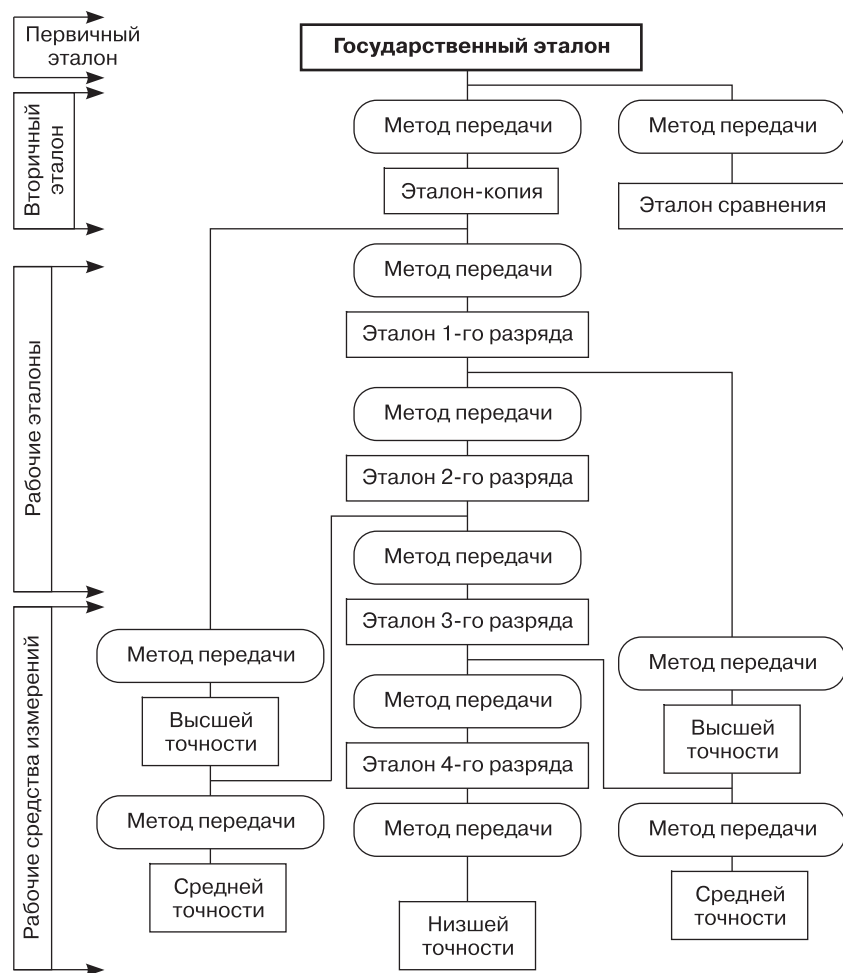 Первичный
эталон
Государственный эталон
Вторичный
эталон
Метод передачи
Метод передачи
Эталон-копия
Эталон сравнения
Рабочие эталоны
Метод передачи
Эталон 1-го разряда
Метод передачи
Эталон 2-го разряда
Метод передачи
Эталон 3-го разряда
Рабочие средства измерений
Метод передачи
Метод передачи
Метод передачи
Высшей
точности
Эталон 4-го разряда
Высшей
точности
Метод передачи
Метод передачи
Метод передачи
Средней
точности
Низшей
точности
Средней
точности